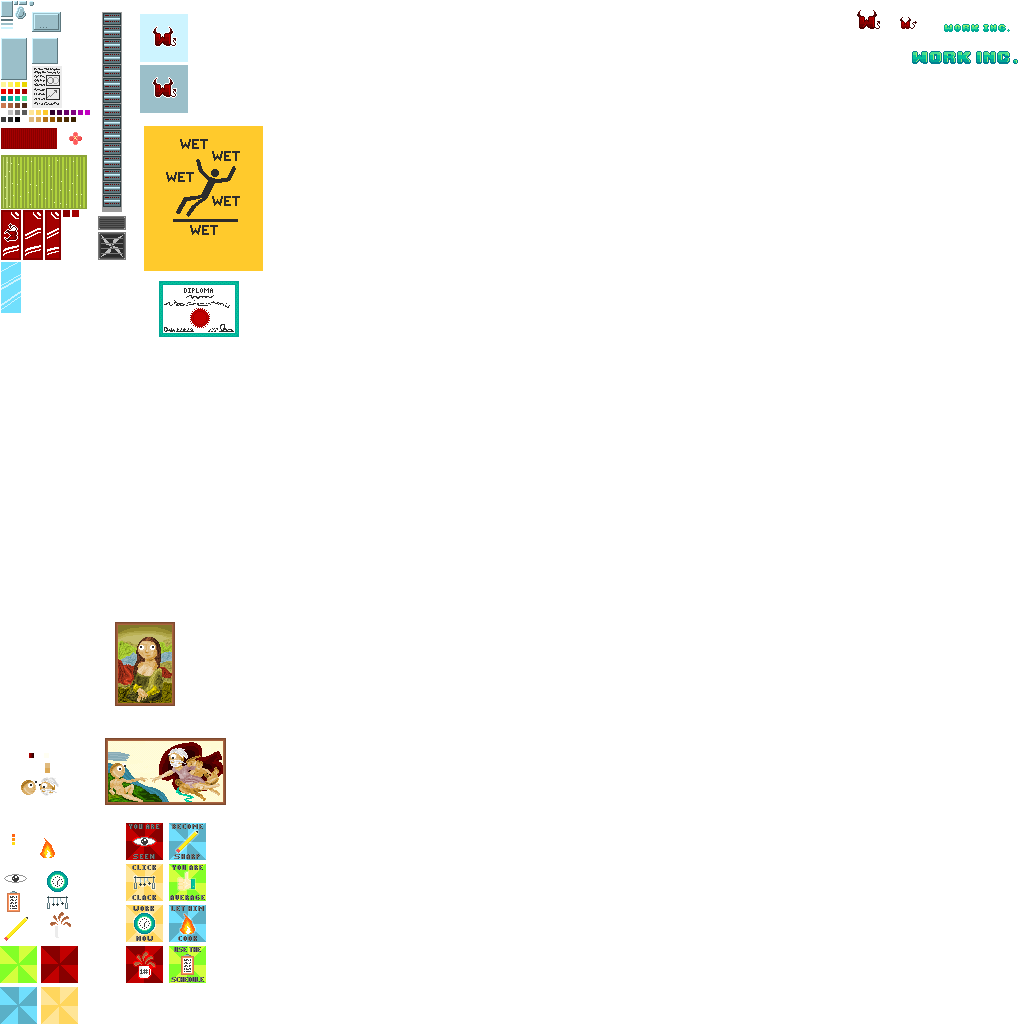 WORK INC.
WORK INC.
W
W
W
W
WET
WET
WET
WET
WET
DIPLOMA
YOU ARE
SEEN
BECOME
SHARP
CLICK
CLACK
YOU ARE
AVERAGE
WORK
NOW
LET HIM
COOK
USE THE
SCHEDULE